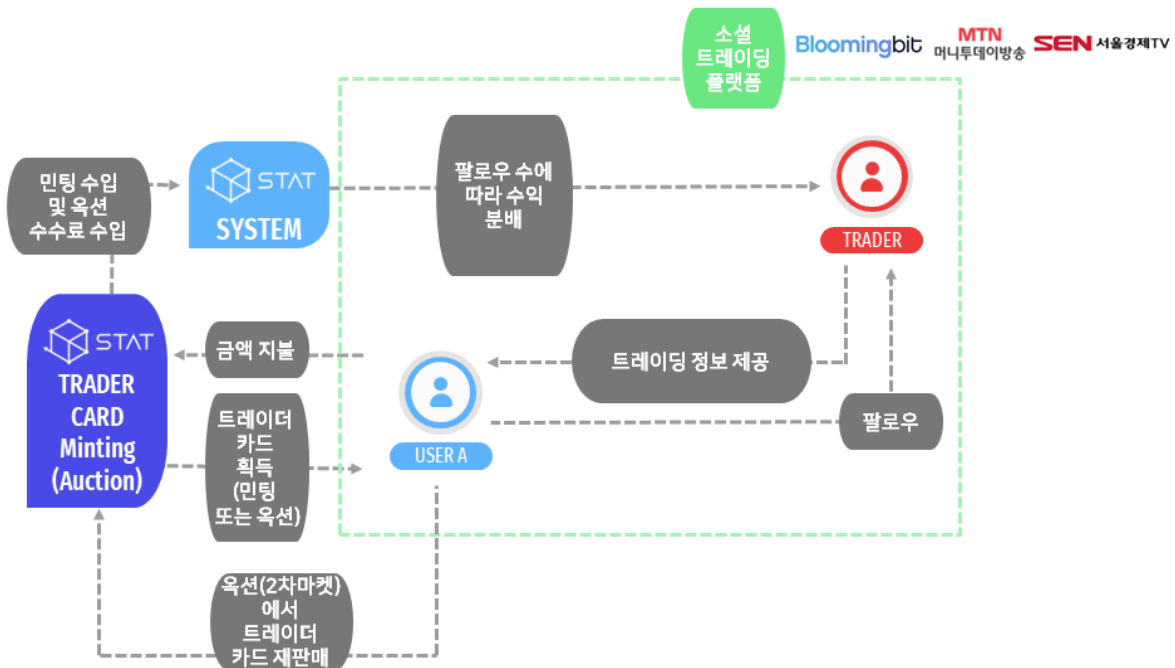 소셜
트레이딩
플랫폼
Bloomingbit
MTN
머니투데이방송
SEN 서울경제TV
민팅 수입
및 옥션
수수료 수입
STAT
SYSTEM
팔로우 수에
따라 수익
분배
TRADER
STAT
TRADER
CARD
Minting
(Auction)
금액 지불
트레이더
카드
획득
(민팅
또는 옥션)
USER A
트레이딩 정보 제공
팔로우
옥션(2차마켓)
에서
트레이더
카드 재판매